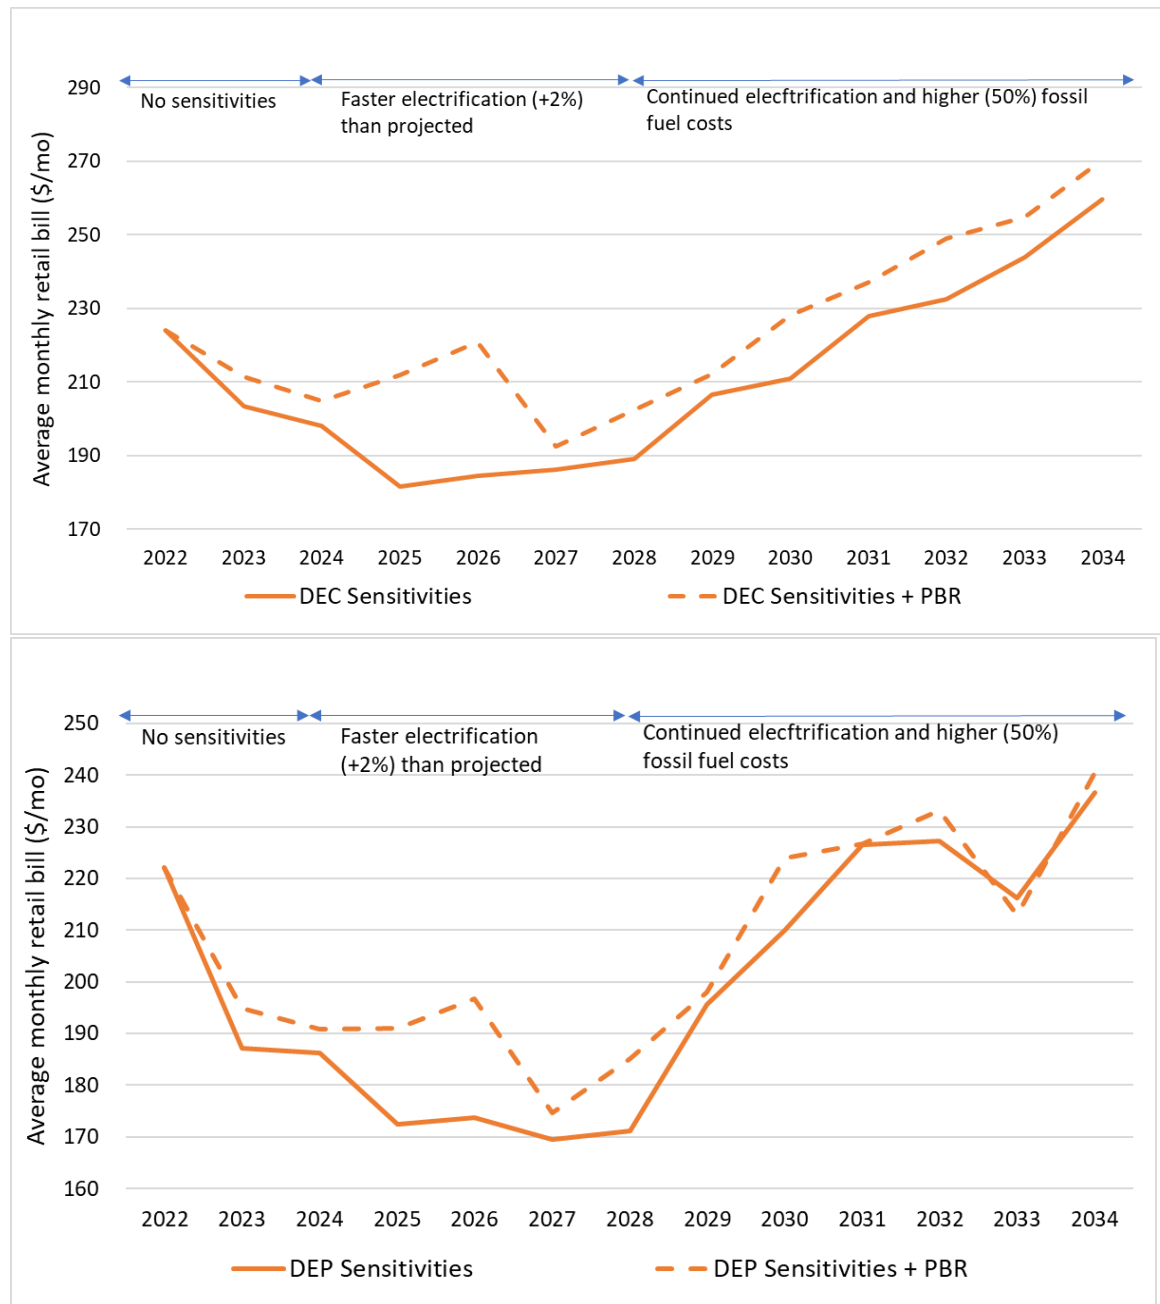 No sensitivities
Faster electrification (+2%)
than projected
Continued elecftrification and higher (50%) fossil
fuel costs
Average monthly retail bill ($/mo)
290
270
250
230
210
190
170
2022 2023 2024 2025 2026 2027 2028 2029 2030 2031 2032 2033 2034
DEC Sensitivities DEC Sensitivities + PBR
No sensitivities
Faster electrification
(+2%) than projected
Continued elecftrification and higher (50%)
fossil fuel costs
Average monthly retail bill ($/mo)
250
240
230
220
210
200
190
180
170
160
2022 2023 2024 2025 2026 2027 2028 2029 2030 2031 2032 2033 2034
DEP Sensitivities DEP Sensitivities + PBR